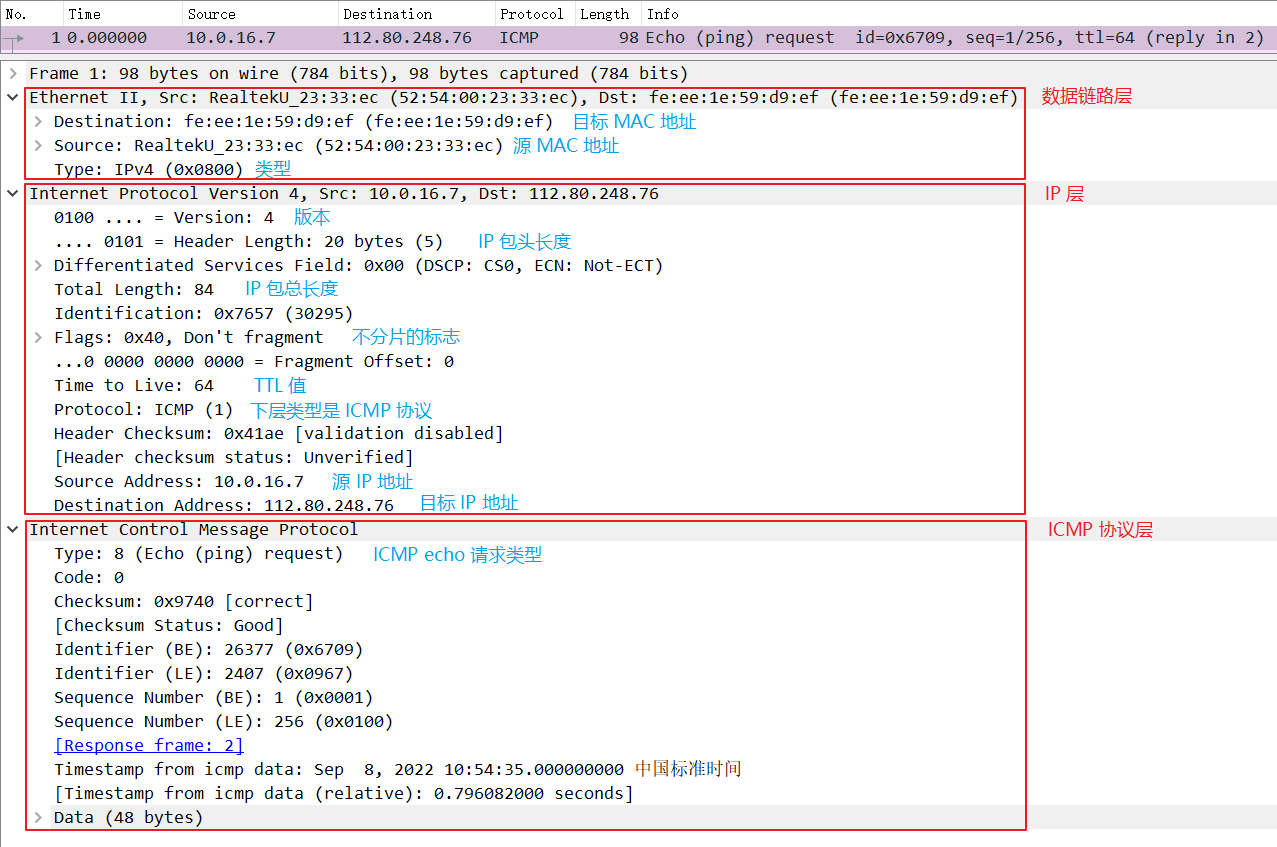 No. Time Source Destination Protocol Length Info
1 0.000000 10.0.16.7 112.80.248.76 ICMP 98 Echo (ping) request id=0x6709, seq=1/256, ttl=64 (reply in 2)
Frame 1: 98 bytes on wire (784 bits), 98 bytes captured (784 bits)
Ethernet II, Src: RealtekU_23:33:ec (52:54:00:23:33:ec), Dst: fe:ee:1e:59:d9:ef (fe:ee:1e:59:d9:ef) 数据链路层
Destination: fe:ee:1e:59:d9:ef (fe:ee:1e:59:d9:ef) 目标 MAC 地址
Source: RealtekU_23:33:ec (52:54:00:23:33:ec) 源 MAC 地址
Type: IPv4 (0x0800) 类型
Internet Protocol Version 4, Src: 10.0.16.7, Dst: 112.80.248.76 IP 层
0100 .... = Version: 4 版本
.... 0101 = Header Length: 20 bytes (5) IP 包头长度
Differentiated Services Field: 0x00 (DSCP: CS0, ECN: Not-ECT)
Total Length: 84 IP 包总长度
Identification: 0x7657 (30295)
Flags: 0x40, Don't fragment 不分片的标志
...0 0000 0000 0000 = Fragment Offset: 0
Time to Live: 64 TTL 值
Protocol: ICMP (1) 下层类型是 ICMP 协议
Header Checksum: 0x41ae [validation disabled]
[Header checksum status: Unverified]
Source Address: 10.0.16.7 源 IP 地址
Destination Address: 112.80.248.76 目标 IP 地址
Internet Control Message Protocol ICMP 协议层
Type: 8 (Echo (ping) request) ICMP echo 请求类型
Code: 0
Checksum: 0x9740 [correct]
[Checksum Status: Good]
Identifier (BE): 26377 (0x6709)
Identifier (LE): 2407 (0x0967)
Sequence Number (BE): 1 (0x0001)
Sequence Number (LE): 256 (0x0100)
[Response frame: 2]
Timestamp from icmp data: Sep  8, 2022 10:54:35.000000000 中国标准时间
[Timestamp from icmp data (relative): 0.796082000 seconds]
Data (48 bytes)